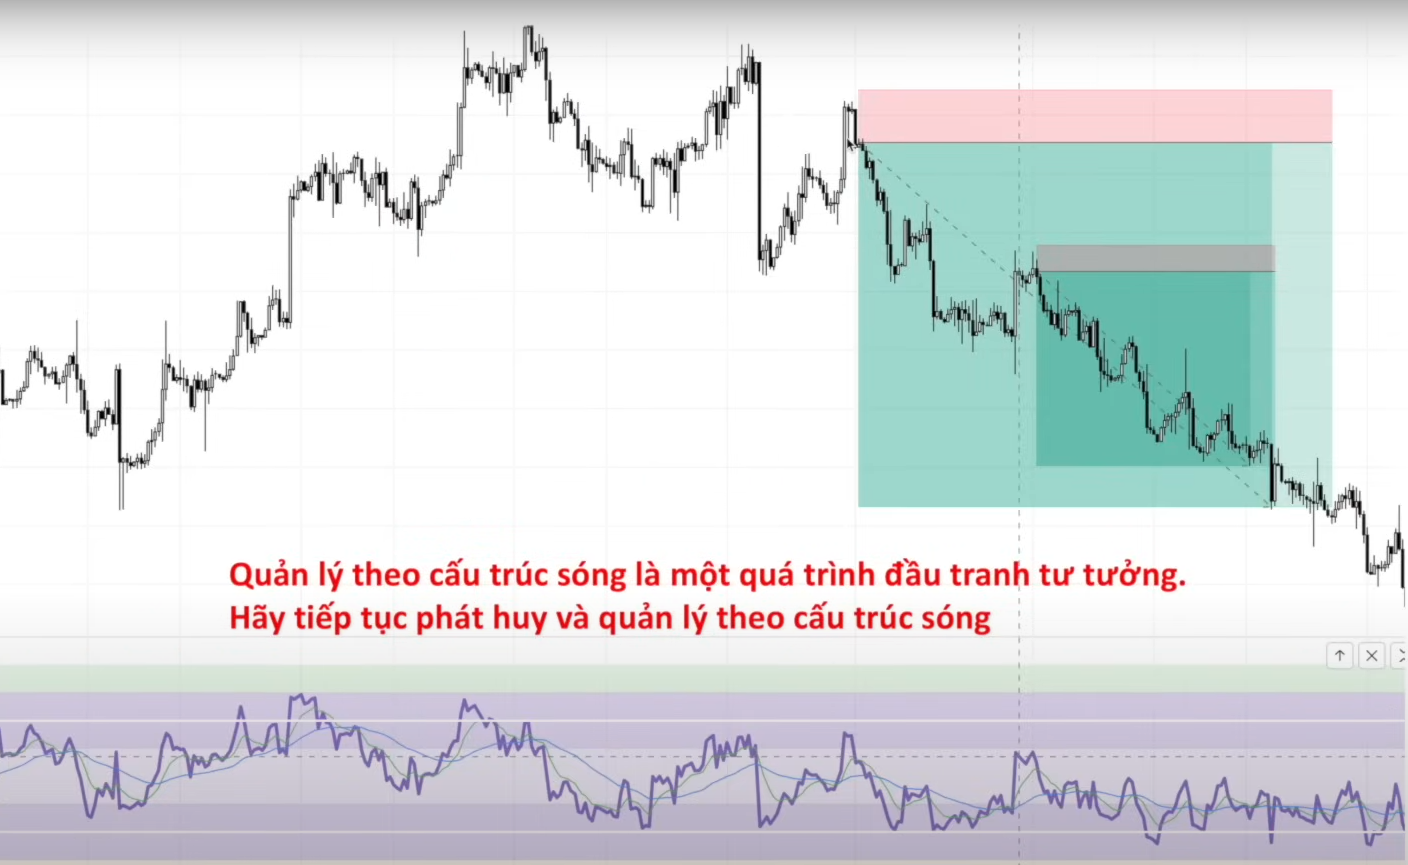 Quản lý theo cấu trúc sóng là một quá trình đầu tranh tư tưởng.
Hãy tiếp tục phát huy và quản lý theo cấu trúc sóng